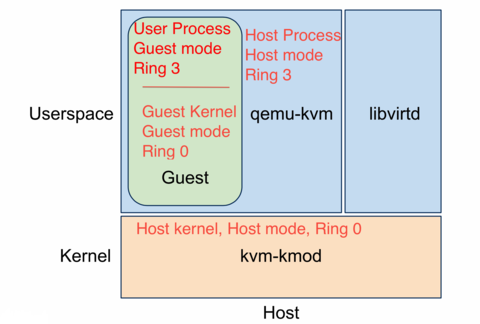 User Process
Guest mode
Ring 3
Host Process
Host mode
Ring 3
Userspace
Guest Kernel
Guest mode
Ring 0
qemu-kvm
libvirtd
Guest
Host kernel, Host mode, Ring 0
Kernel
kvm-kmod
Host